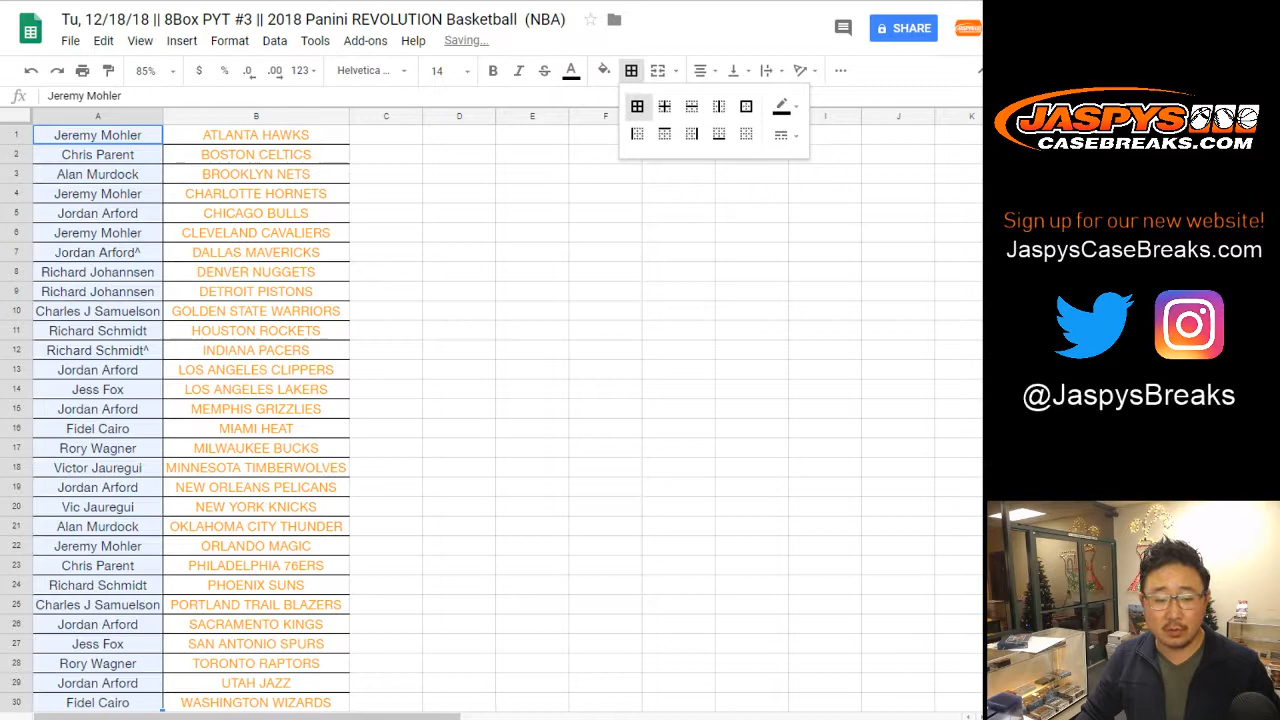 Tu, 12/18/18 || 8Box PYT #3 || 2018 Panini REVOLUTION Basketball (NBA)
File Edit View Insert Format Data Tools Add-ons Help Saving...
SHARE
85% $ % .0 .00 123 Helvetica ... 14 B I S A
fx Jeremy Mohler
A B C D E F I J K
1 Jeremy Mohler ATLANTA HAWKS
2 Chris Parent BOSTON CELTICS
3 Alan Murdock BROOKLYN NETS
4 Jeremy Mohler CHARLOTTE HORNETS
5 Jordan Arford CHICAGO BULLS
6 Jeremy Mohler CLEVELAND CAVALIERS
7 Jordan Arford^ DALLAS MAVERICKS
8 Richard Johannsen DENVER NUGGETS
9 Richard Johannsen DETROIT PISTONS
10 Charles J Samuelson GOLDEN STATE WARRIORS
11 Richard Schmidt HOUSTON ROCKETS
12 Richard Schmidt^ INDIANA PACERS
13 Jordan Arford LOS ANGELES CLIPPERS
14 Jess Fox LOS ANGELES LAKERS
15 Jordan Arford MEMPHIS GRIZZLIES
16 Fidel Cairo MIAMI HEAT
17 Rory Wagner MILWAUKEE BUCKS
18 Victor Jauregui MINNESOTA TIMBERWOLVES
19 Jordan Arford NEW ORLEANS PELICANS
20 Vic Jauregui NEW YORK KNICKS
21 Alan Murdock OKLAHOMA CITY THUNDER
22 Jeremy Mohler ORLANDO MAGIC
23 Chris Parent PHILADELPHIA 76ERS
24 Richard Schmidt PHOENIX SUNS
25 Charles J Samuelson PORTLAND TRAIL BLAZERS
26 Jordan Arford SACRAMENTO KINGS
27 Jess Fox SAN ANTONIO SPURS
28 Rory Wagner TORONTO RAPTORS
29 Jordan Arford UTAH JAZZ
30 Fidel Cairo WASHINGTON WIZARDS
JASPYS
CASEBREAKS.COM
Sign up for our new website!
JaspysCaseBreaks.com
@JaspysBreaks